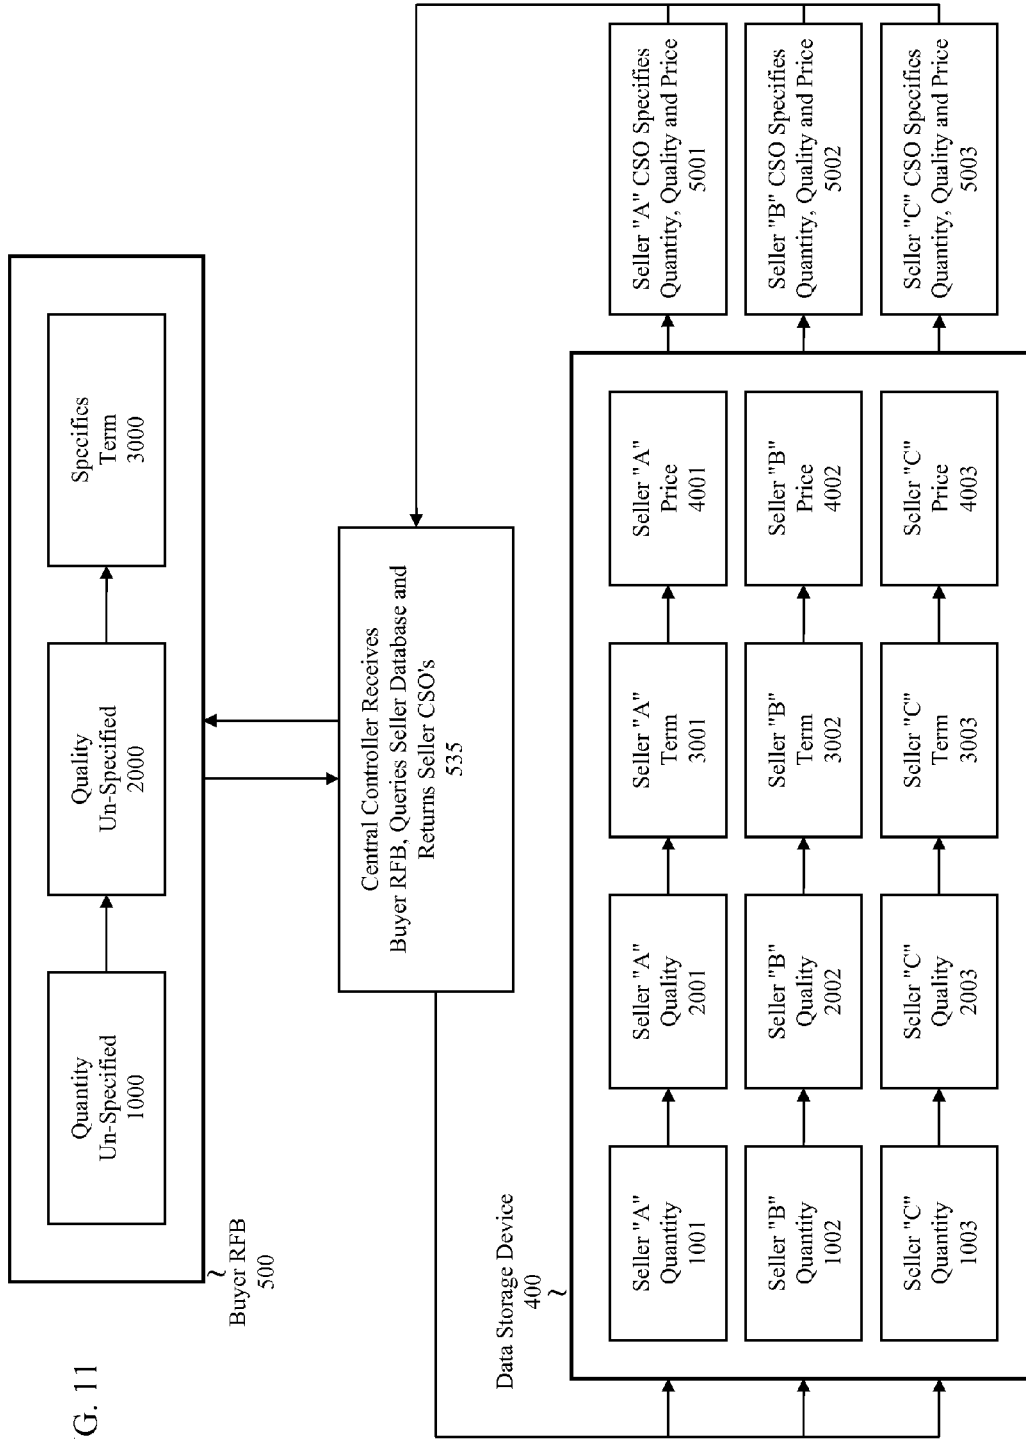 G. 11
Buyer RFB
500
Quantity
Un-Specified
1000
Quality
Un-Specified
2000
Specifies
Term
3000
Central Controller Receives
Buyer RFB, Queries Seller Database and
Returns Seller CSO's
535
Data Storage Device
400
Seller "A"
Quantity
1001
Seller "A"
Quality
2001
Seller "A"
Term
3001
Seller "A"
Price
4001
Seller "A" CSO Specifies
Quantity, Quality and Price
5001
Seller "B"
Quantity
1002
Seller "B"
Quality
2002
Seller "B"
Term
3002
Seller "B"
Price
4002
Seller "B" CSO Specifies
Quantity, Quality and Price
5002
Seller "C"
Quantity
1003
Seller "C"
Quality
2003
Seller "C"
Term
3003
Seller "C"
Price
4003
Seller "C" CSO Specifies
Quantity, Quality and Price
5003